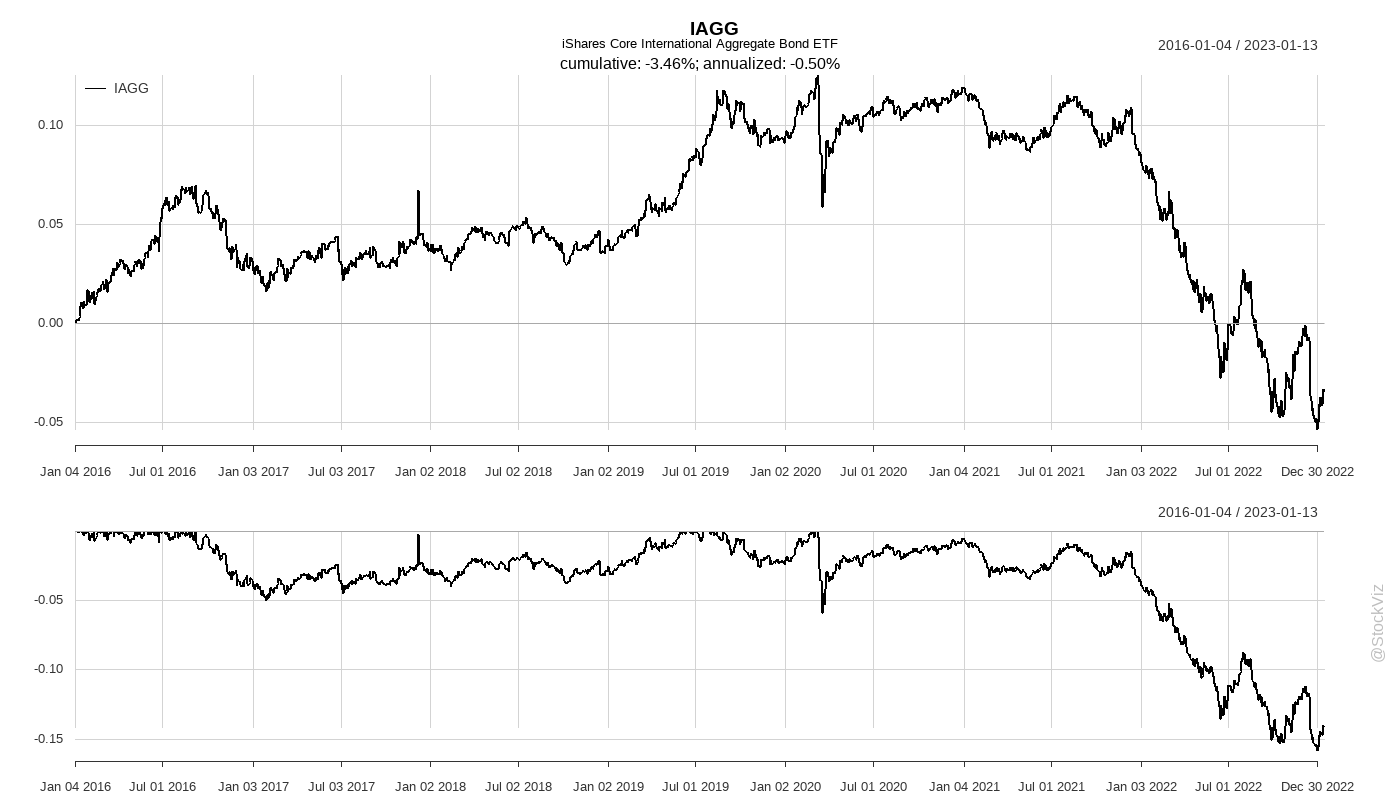 IAGG
iShares Core International Aggregate Bond ETF
2016-01-04 / 2023-01-13
cumulative: -3.46%; annualized: -0.50%
IAGG
0.10
0.05
0.00
-0.05
Jan 04 2016 Jul 01 2016 Jan 03 2017 Jul 03 2017 Jan 02 2018 Jul 02 2018 Jan 02 2019 Jul 01 2019 Jan 02 2020 Jul 01 2020 Jan 04 2021 Jul 01 2021 Jan 03 2022 Jul 01 2022 Dec 30 2022
2016-01-04 / 2023-01-13
-0.05
-0.10
-0.15
Jan 04 2016 Jul 01 2016 Jan 03 2017 Jul 03 2017 Jan 02 2018 Jul 02 2018 Jan 02 2019 Jul 01 2019 Jan 02 2020 Jul 01 2020 Jan 04 2021 Jul 01 2021 Jan 03 2022 Jul 01 2022 Dec 30 2022
@StockViz